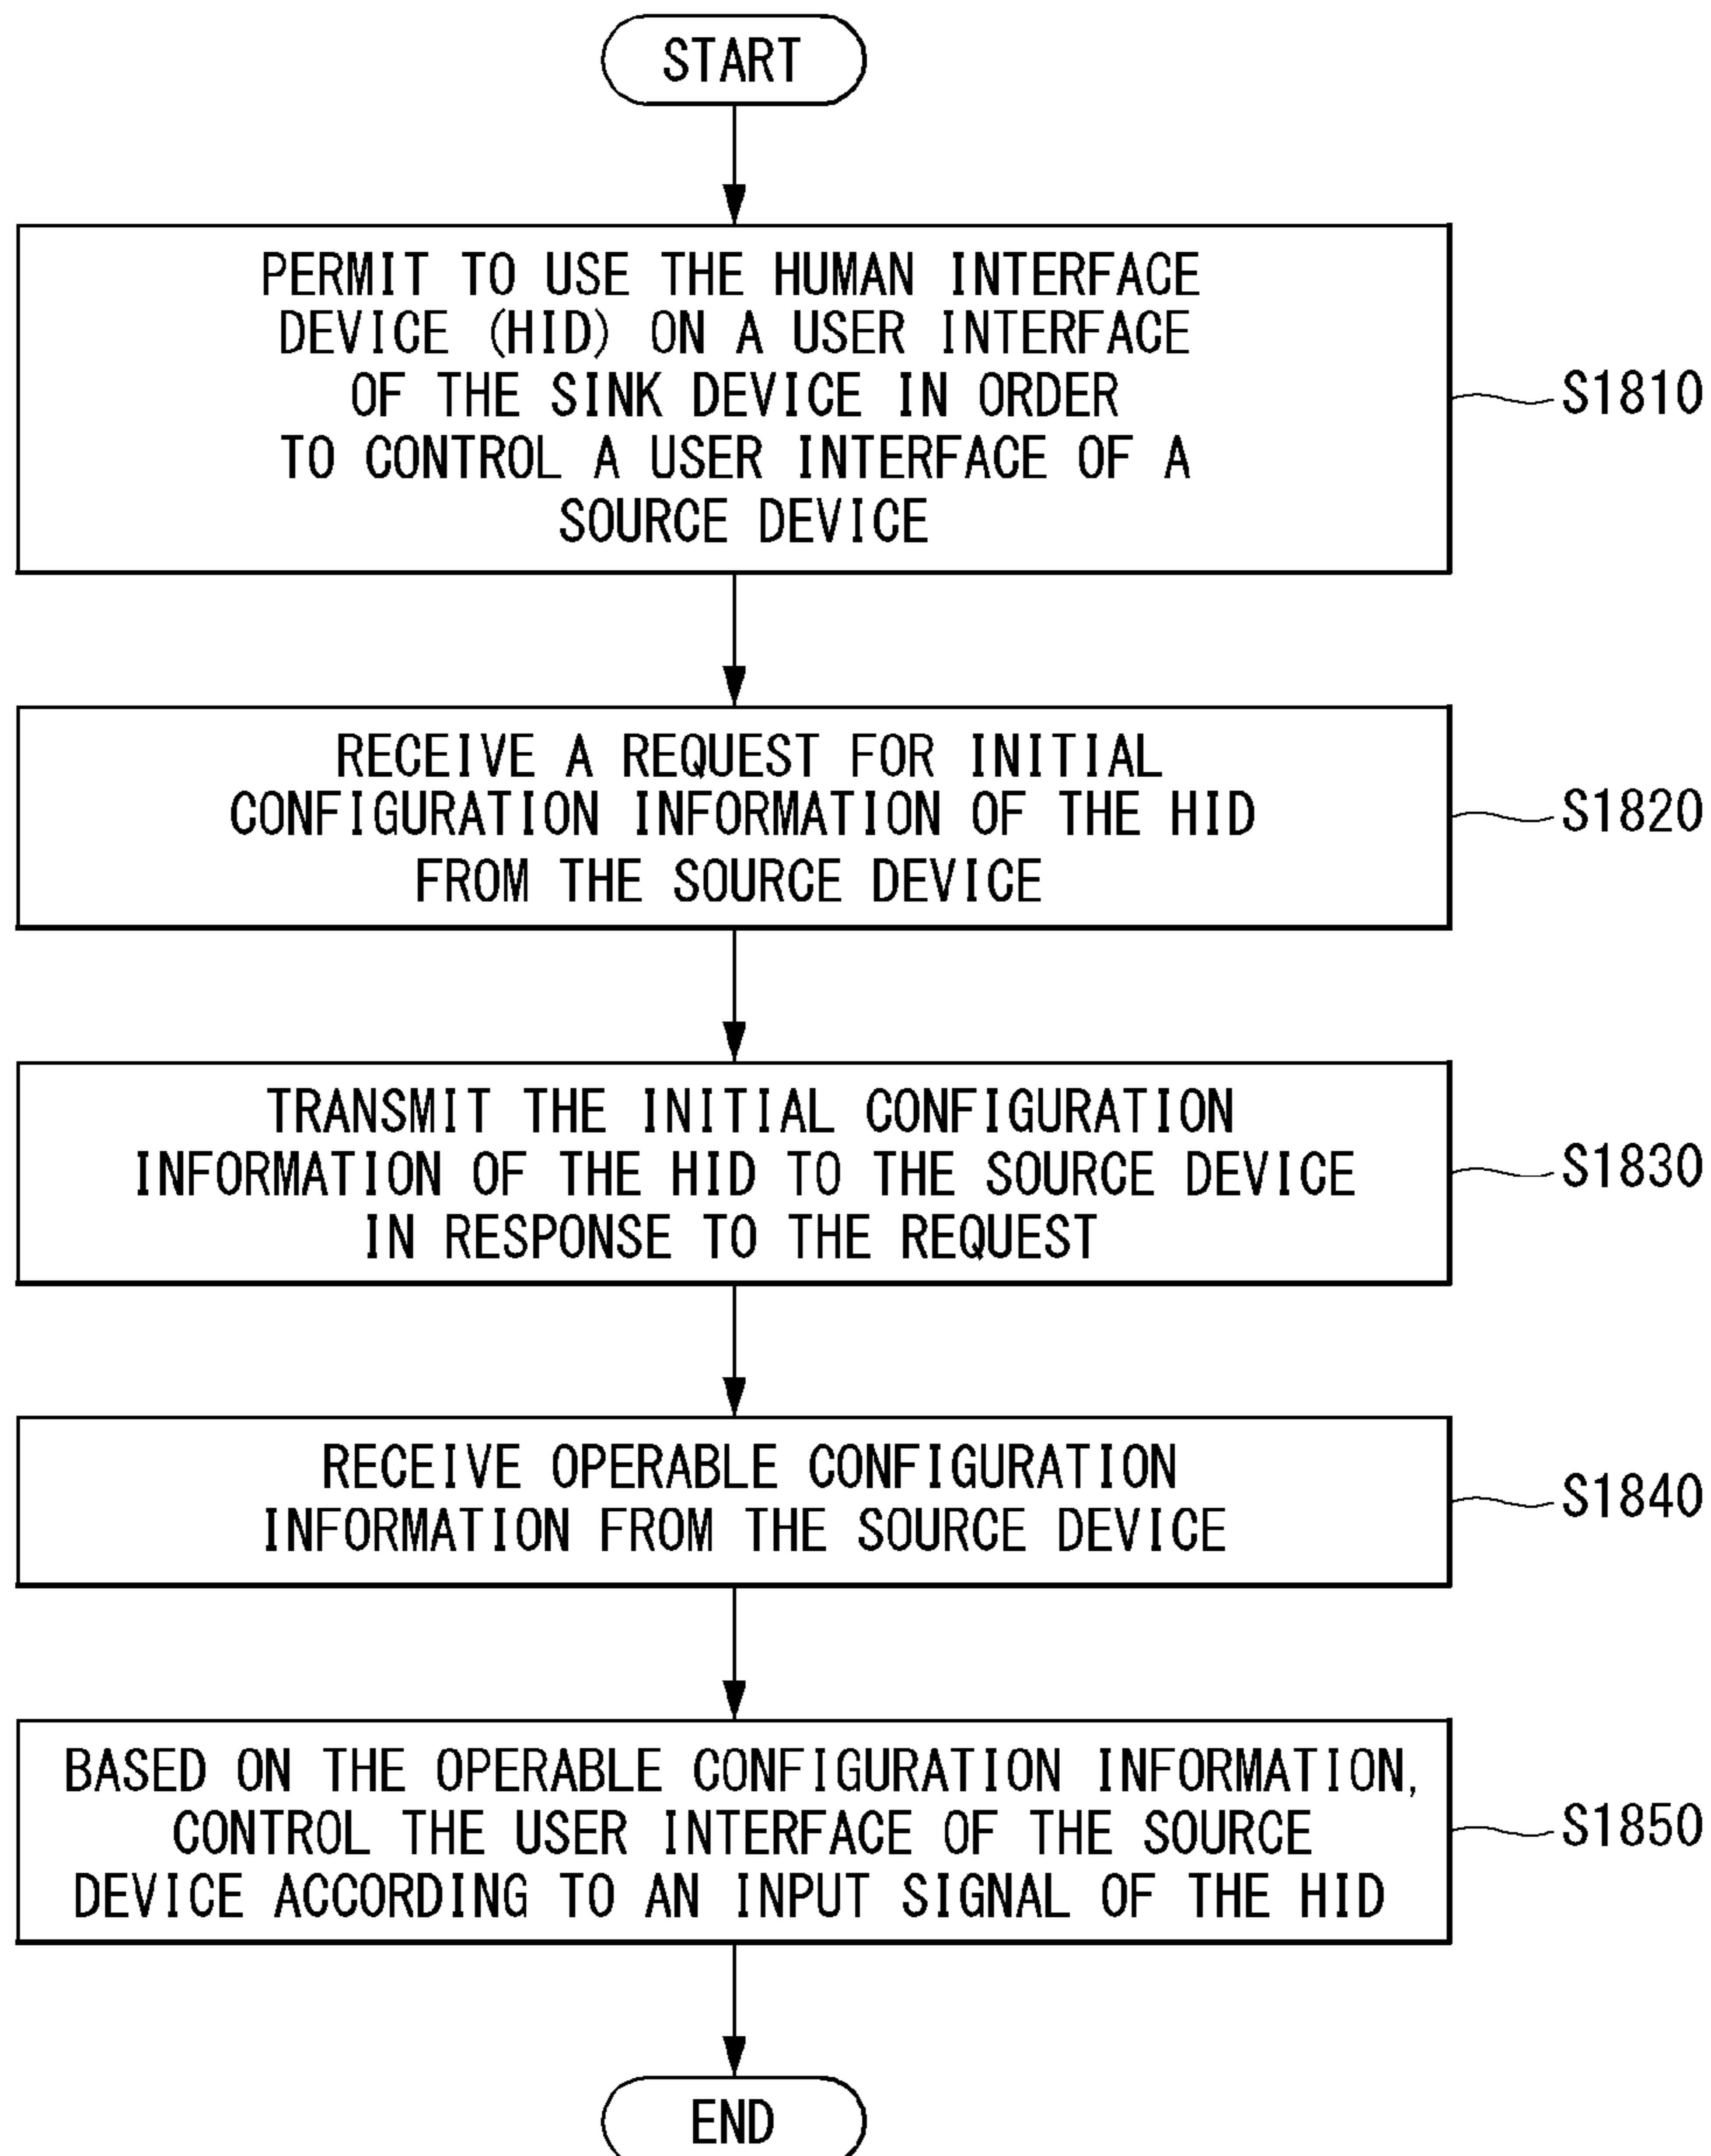 START
PERMIT TO USE THE HUMAN INTERFACE
DEVICE (HID) ON A USER INTERFACE
OF THE SINK DEVICE IN ORDER
TO CONTROL A USER INTERFACE OF A
SOURCE DEVICE
S1810
RECEIVE A REQUEST FOR INITIAL
CONFIGURATION INFORMATION OF THE HID
FROM THE SOURCE DEVICE
S1820
TRANSMIT THE INITIAL CONFIGURATION
INFORMATION OF THE HID TO THE SOURCE DEVICE
IN RESPONSE TO THE REQUEST
S1830
RECEIVE OPERABLE CONFIGURATION
INFORMATION FROM THE SOURCE DEVICE
S1840
BASED ON THE OPERABLE CONFIGURATION INFORMATION,
CONTROL THE USER INTERFACE OF THE SOURCE
DEVICE ACCORDING TO AN INPUT SIGNAL OF THE HID
S1850
END